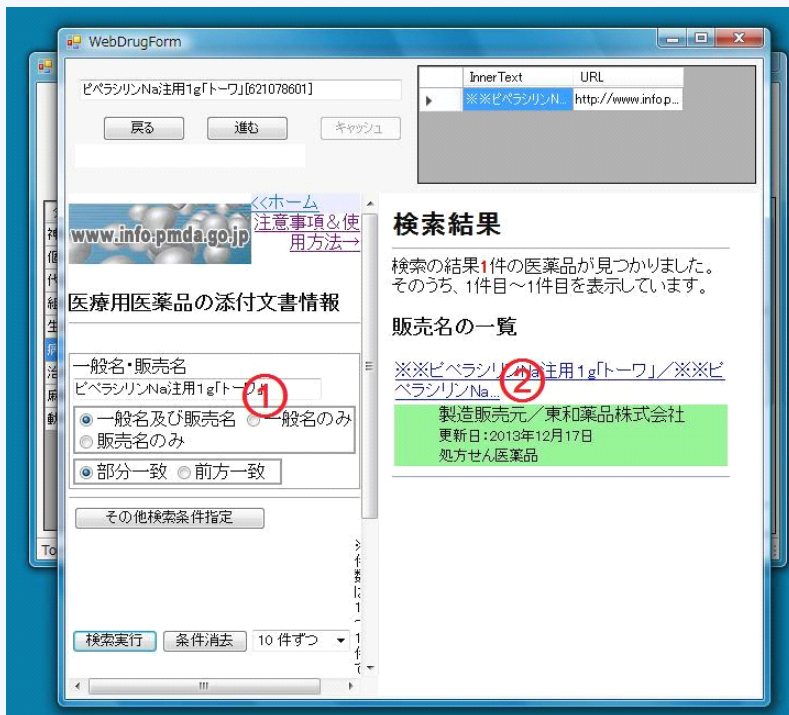 WebDrugForm
ピペラシリンNa注用1g「トーワ」[621078601]
戻る
進む
キャッシュ
InnerText
URL
※※ピペラシリンN...
http://www.info.p...
www.info.pmda.go.jp
<<ホーム
注意事項&使
用方法→
医療用医薬品の添付文書情報
一般名・販売名
ピペラシリンNa注用1g「トーワ」
①
一般名及び販売名
一般名のみ
販売名のみ
部分一致
前方一致
その他検索条件指定
検索実行
条件消去
10 件ずつ
検索結果
検索の結果1件の医薬品が見つかりました。
そのうち、1件目~1件目を表示しています。
販売名の一覧
※※ピペラシリンNa注用1g「トーワ」/※※ピ
ペラシリンNa...
②
製造販売元/東和薬品株式会社
更新日:2013年12月17日
処方せん医薬品
神
個
代
組
生
病
治
麻
To